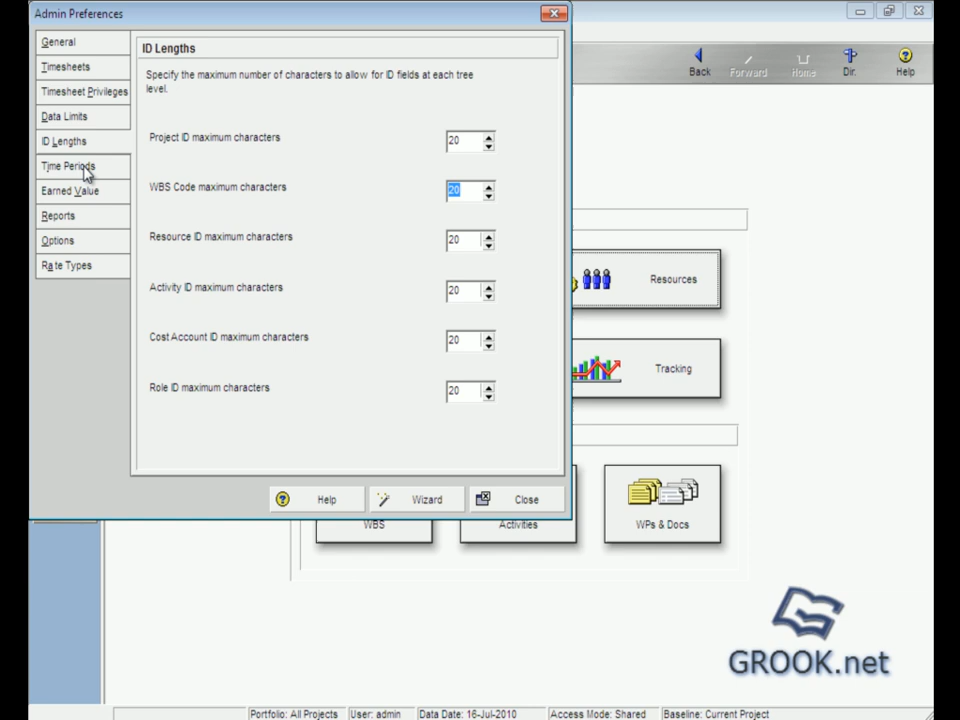 Admin Preferences
General
Timesheets
Timesheet Privileges
Data Limits
ID Lengths
Time Periods
Earned Value
Reports
Options
Rate Types
ID Lengths
Specify the maximum number of characters to allow for ID fields at each tree
level.
Project ID maximum characters 20
WBS Code maximum characters 20
Resource ID maximum characters 20
Activity ID maximum characters 20
Cost Account ID maximum characters 20
Role ID maximum characters 20
Help Wizard Close
Back Forward Home Dir. Help
Resources
Tracking
WBS Activities WPs & Docs
GROOK.net
Portfolio: All Projects User: admin Data Date: 16-Jul-2010 Access Mode: Shared Baseline: Current Project